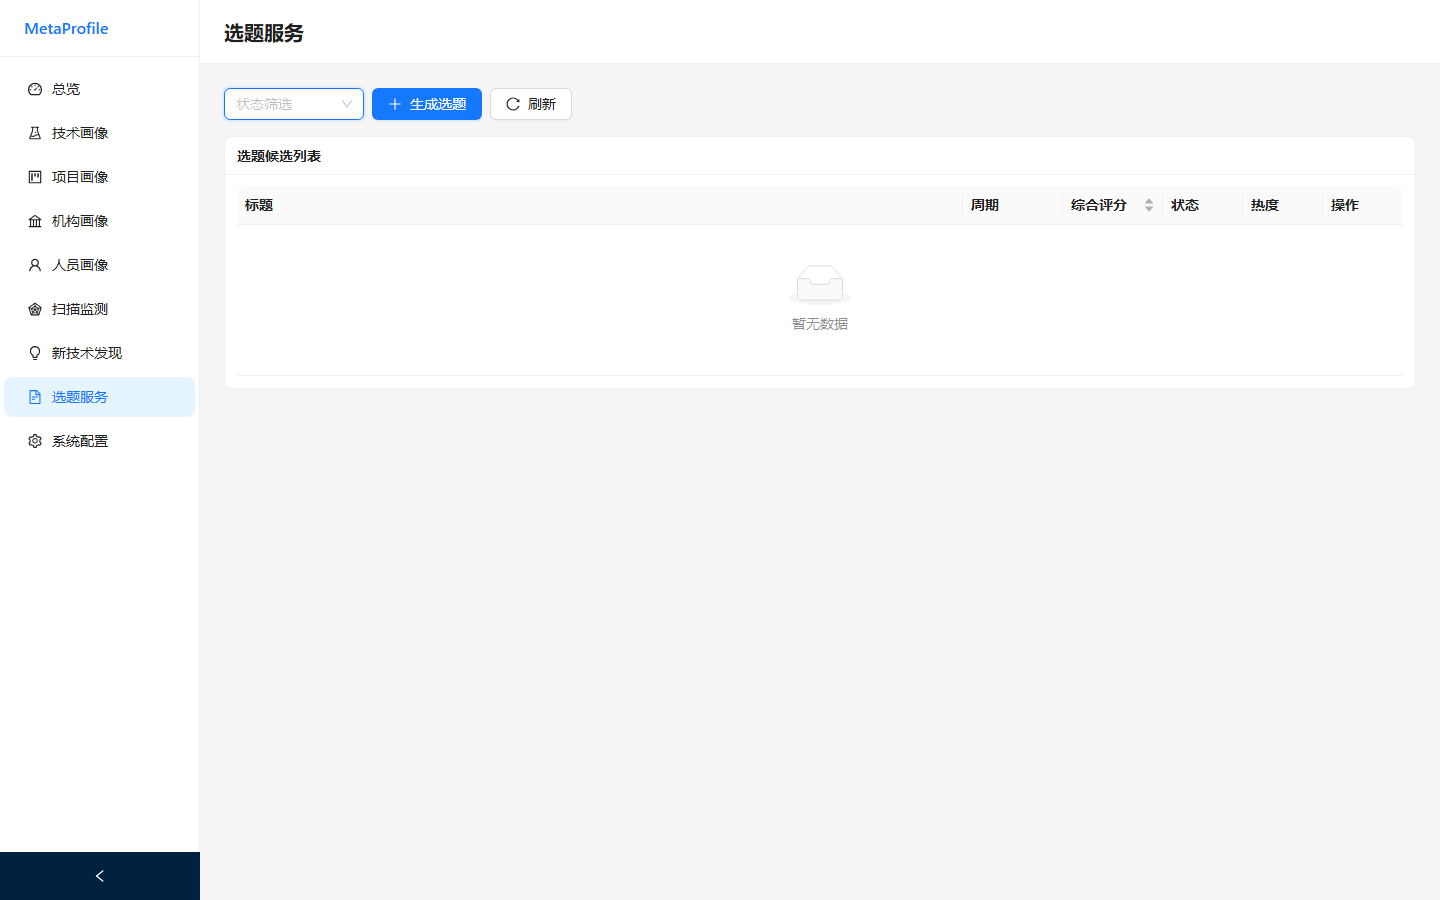 MetaProfile
总览
技术画像
项目画像
机构画像
人员画像
扫描监测
新技术发现
选题服务
系统配置
选题服务
状态筛选
生成选题
刷新
选题候选列表
标题 周期 综合评分 状态 热度 操作
暂无数据